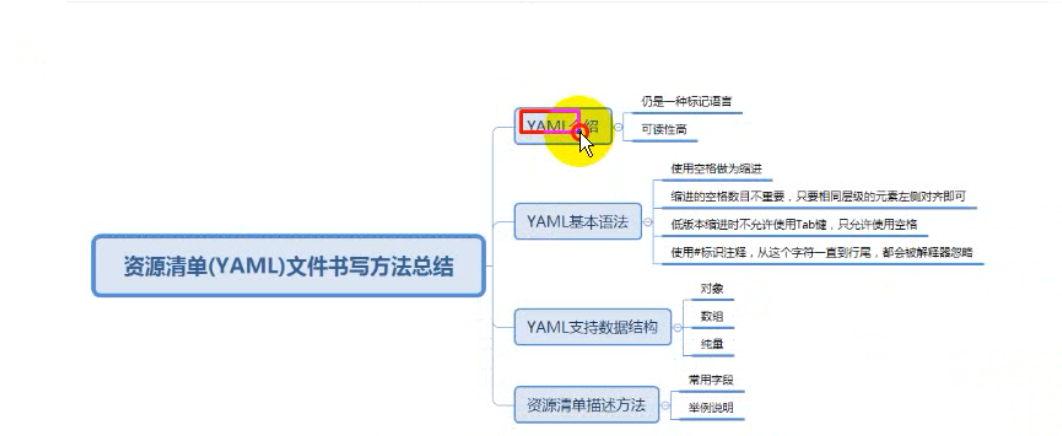 资源清单(YAML)文件书写方法总结
YAML介绍
仍是一种标记语言
可读性高
YAML基本语法
使用空格做为缩进
缩进的空格数目不重要，只要相同层级的元素左侧对齐即可
低版本缩进时不允许使用Tab键，只允许使用空格
使用#标识注释，从这个字符一直到行尾，都会被解释器忽略
YAML支持数据结构
对象
数组
纯量
资源清单描述方法
常用字段
举例说明